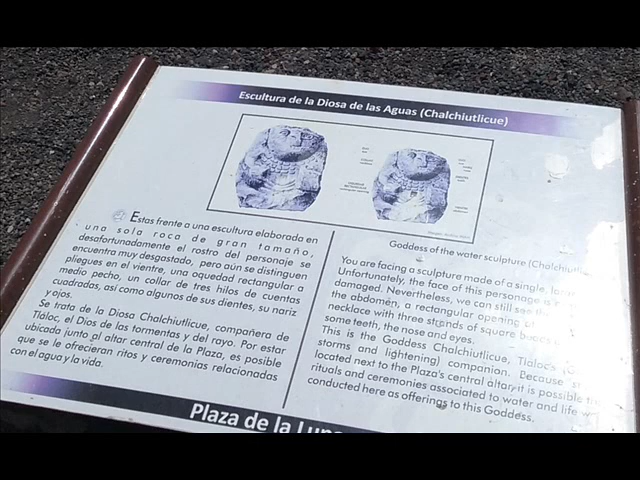 Escultura de la Diosa de las Aguas (Chalchiutlicue)
Estas frente a una escultura elaborada en
una sola roca de gran tamaño,
desafortunadamente el rostro del personaje se
encuentra muy desgastado, pero aún se distinguen
pliegues en el vientre, una oquedad rectangular a
medio pecho, un collar de tres hilos de cuentas
cuadradas, así como algunos de sus dientes, su nariz
y ojos.
Se trata de la Diosa Chalchiutlicue, compañera de
Tláloc, el Dios de las tormentas y del rayo. Por estar
ubicada junto al altar central de la Plaza, es posible
que se le ofrecieran ritos y ceremonias relacionadas
con el agua y la vida.
Goddess of the water sculpture (Chalchiutl
You are facing a sculpture made of a single,
Unfortunately, the face of this personage is
damaged. Nevertheless, we can still see the
the abdomen, a rectangular opening
necklace with three strands of square
some teeth, the nose and eyes.
This is the Goddess Chalchiutlicue, Tlaloc's
storms and lightening) companion. Because
located next to the Plaza's central altar, it is possible
rituals and ceremonies associated to water and life
conducted here as offerings to this Goddess.
Plaza de la Luna